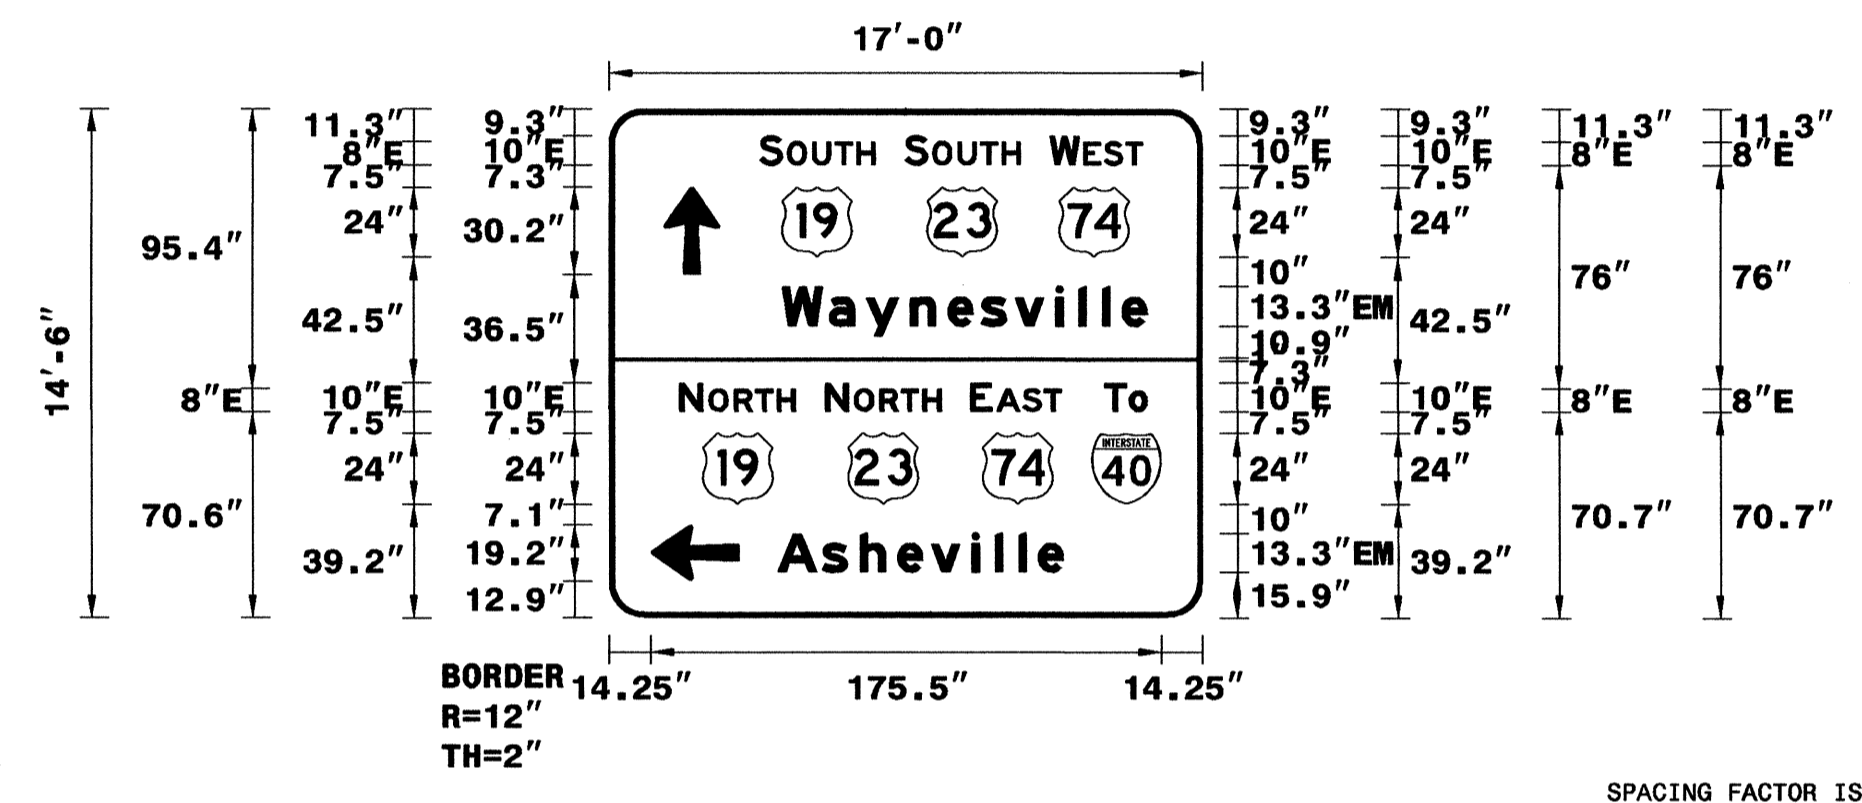 17'-0"
11.3" 9.3" 9.3" 9.3" 11.3" 11.3"
8"E 10"E SOUTH SOUTH WEST 10"E 10"E 8"E 8"E
7.5" 7.3" 7.5" 7.5"
95.4" 24" 30.2" 19 23 74 24" 24"
10" 76" 76"
14'-6" 42.5" 36.5" Waynesville 13.3"EM 42.5"
10.9"
7.3"
8"E 10"E 10"E NORTH NORTH EAST TO 10"E 10"E 8"E 8"E
7.5" 7.5" 7.5" 7.5"
INTERSTATE
24" 24" 19 23 74 40 24" 24"
70.6" 7.1" 10" 70.7" 70.7"
39.2" 19.2" Asheville 13.3"EM 39.2"
12.9" 15.9"
BORDER 14.25" 175.5" 14.25"
R=12"
TH=2"
SPACING FACTOR IS